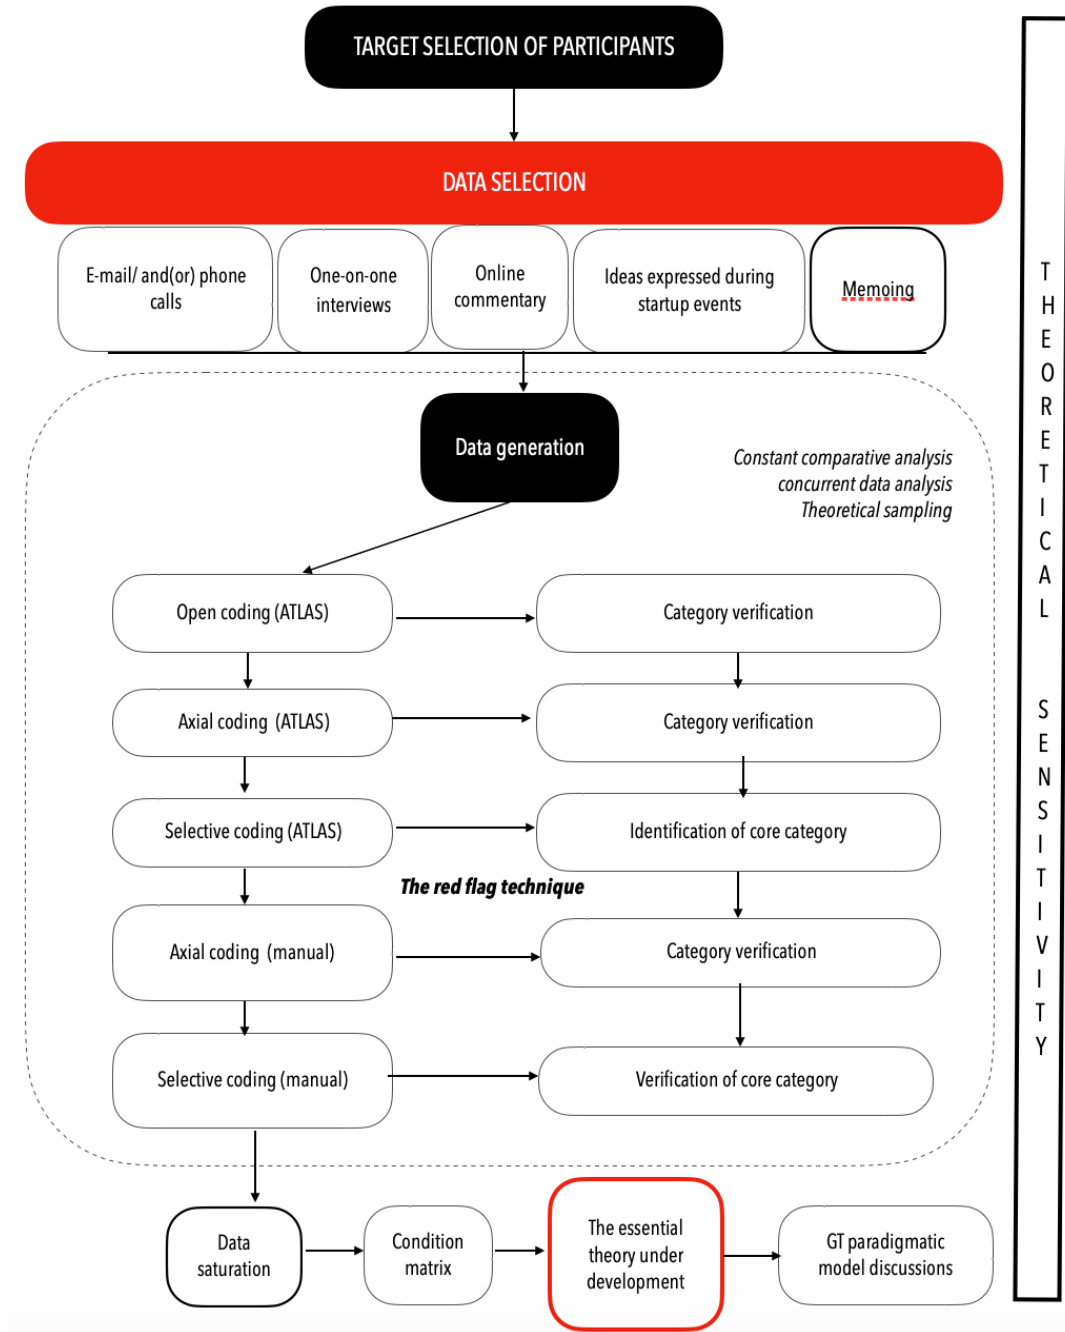 TARGET SELECTION OF PARTICIPANTS
DATA SELECTION
E-mail/ and(or) phone
calls
One-on-one
interviews
Online
commentary
Ideas expressed during
startup events
Memoing
Data generation
Constant comparative analysis
concurrent data analysis
Theoretical sampling
Open coding (ATLAS)
Category verification
Axial coding (ATLAS)
Category verification
Selective coding (ATLAS)
Identification of core category
The red flag technique
Axial coding (manual)
Category verification
Selective coding (manual)
Verification of core category
Data
saturation
Condition
matrix
The essential
theory under
development
GT paradigmatic
model discussions
THEORETICAL SENSITIVITY